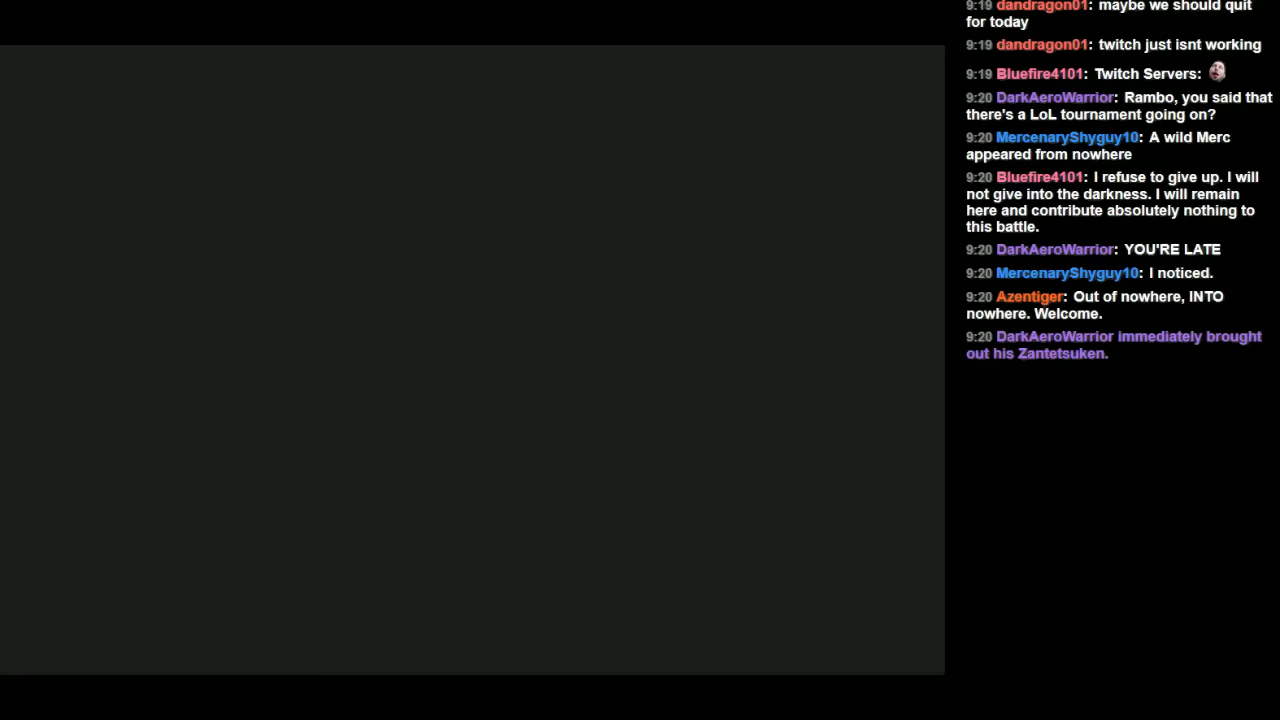 9:19 dandragon01: maybe we should quit
for today
9:19 dandragon01: twitch just isnt working
9:19 Bluefire4101: Twitch Servers:
9:20 DarkAeroWarrior: Rambo, you said that
there's a LoL tournament going on?
9:20 MercenaryShyguy10: A wild Merc
appeared from nowhere
9:20 Bluefire4101: I refuse to give up. I will
not give into the darkness. I will remain
here and contribute absolutely nothing to
this battle.
9:20 DarkAeroWarrior: YOU'RE LATE
9:20 MercenaryShyguy10: I noticed.
9:20 Azentiger: Out of nowhere, INTO
nowhere. Welcome.
9:20 DarkAeroWarrior immediately brought
out his Zantetsuken.